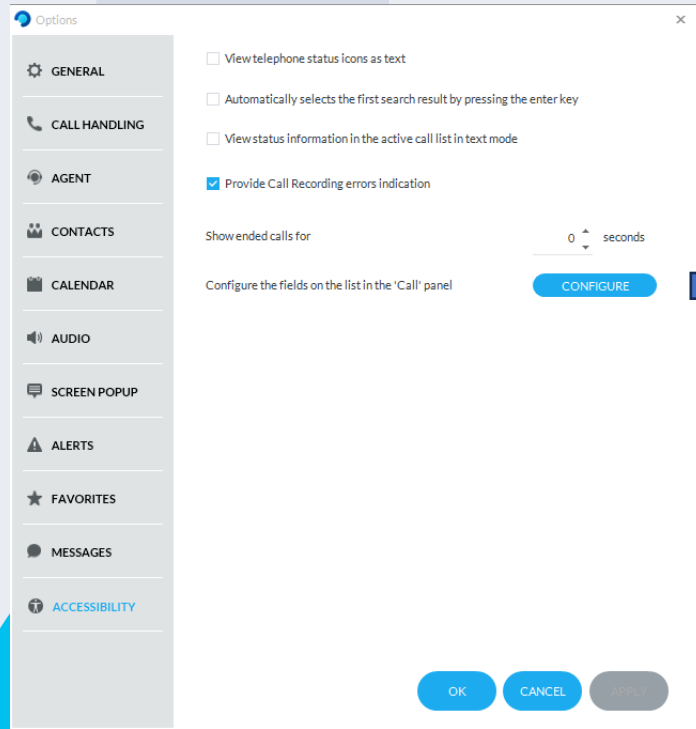 Options
GENERAL
CALL HANDLING
AGENT
CONTACTS
CALENDAR
AUDIO
SCREEN POPUP
ALERTS
FAVORITES
MESSAGES
ACCESSIBILITY
View telephone status icons as text
Automatically selects the first search result by pressing the enter key
View status information in the active call list in text mode
Provide Call Recording errors indication
Show ended calls for 0 seconds
Configure the fields on the list in the 'Call' panel CONFIGURE
OK CANCEL APPLY